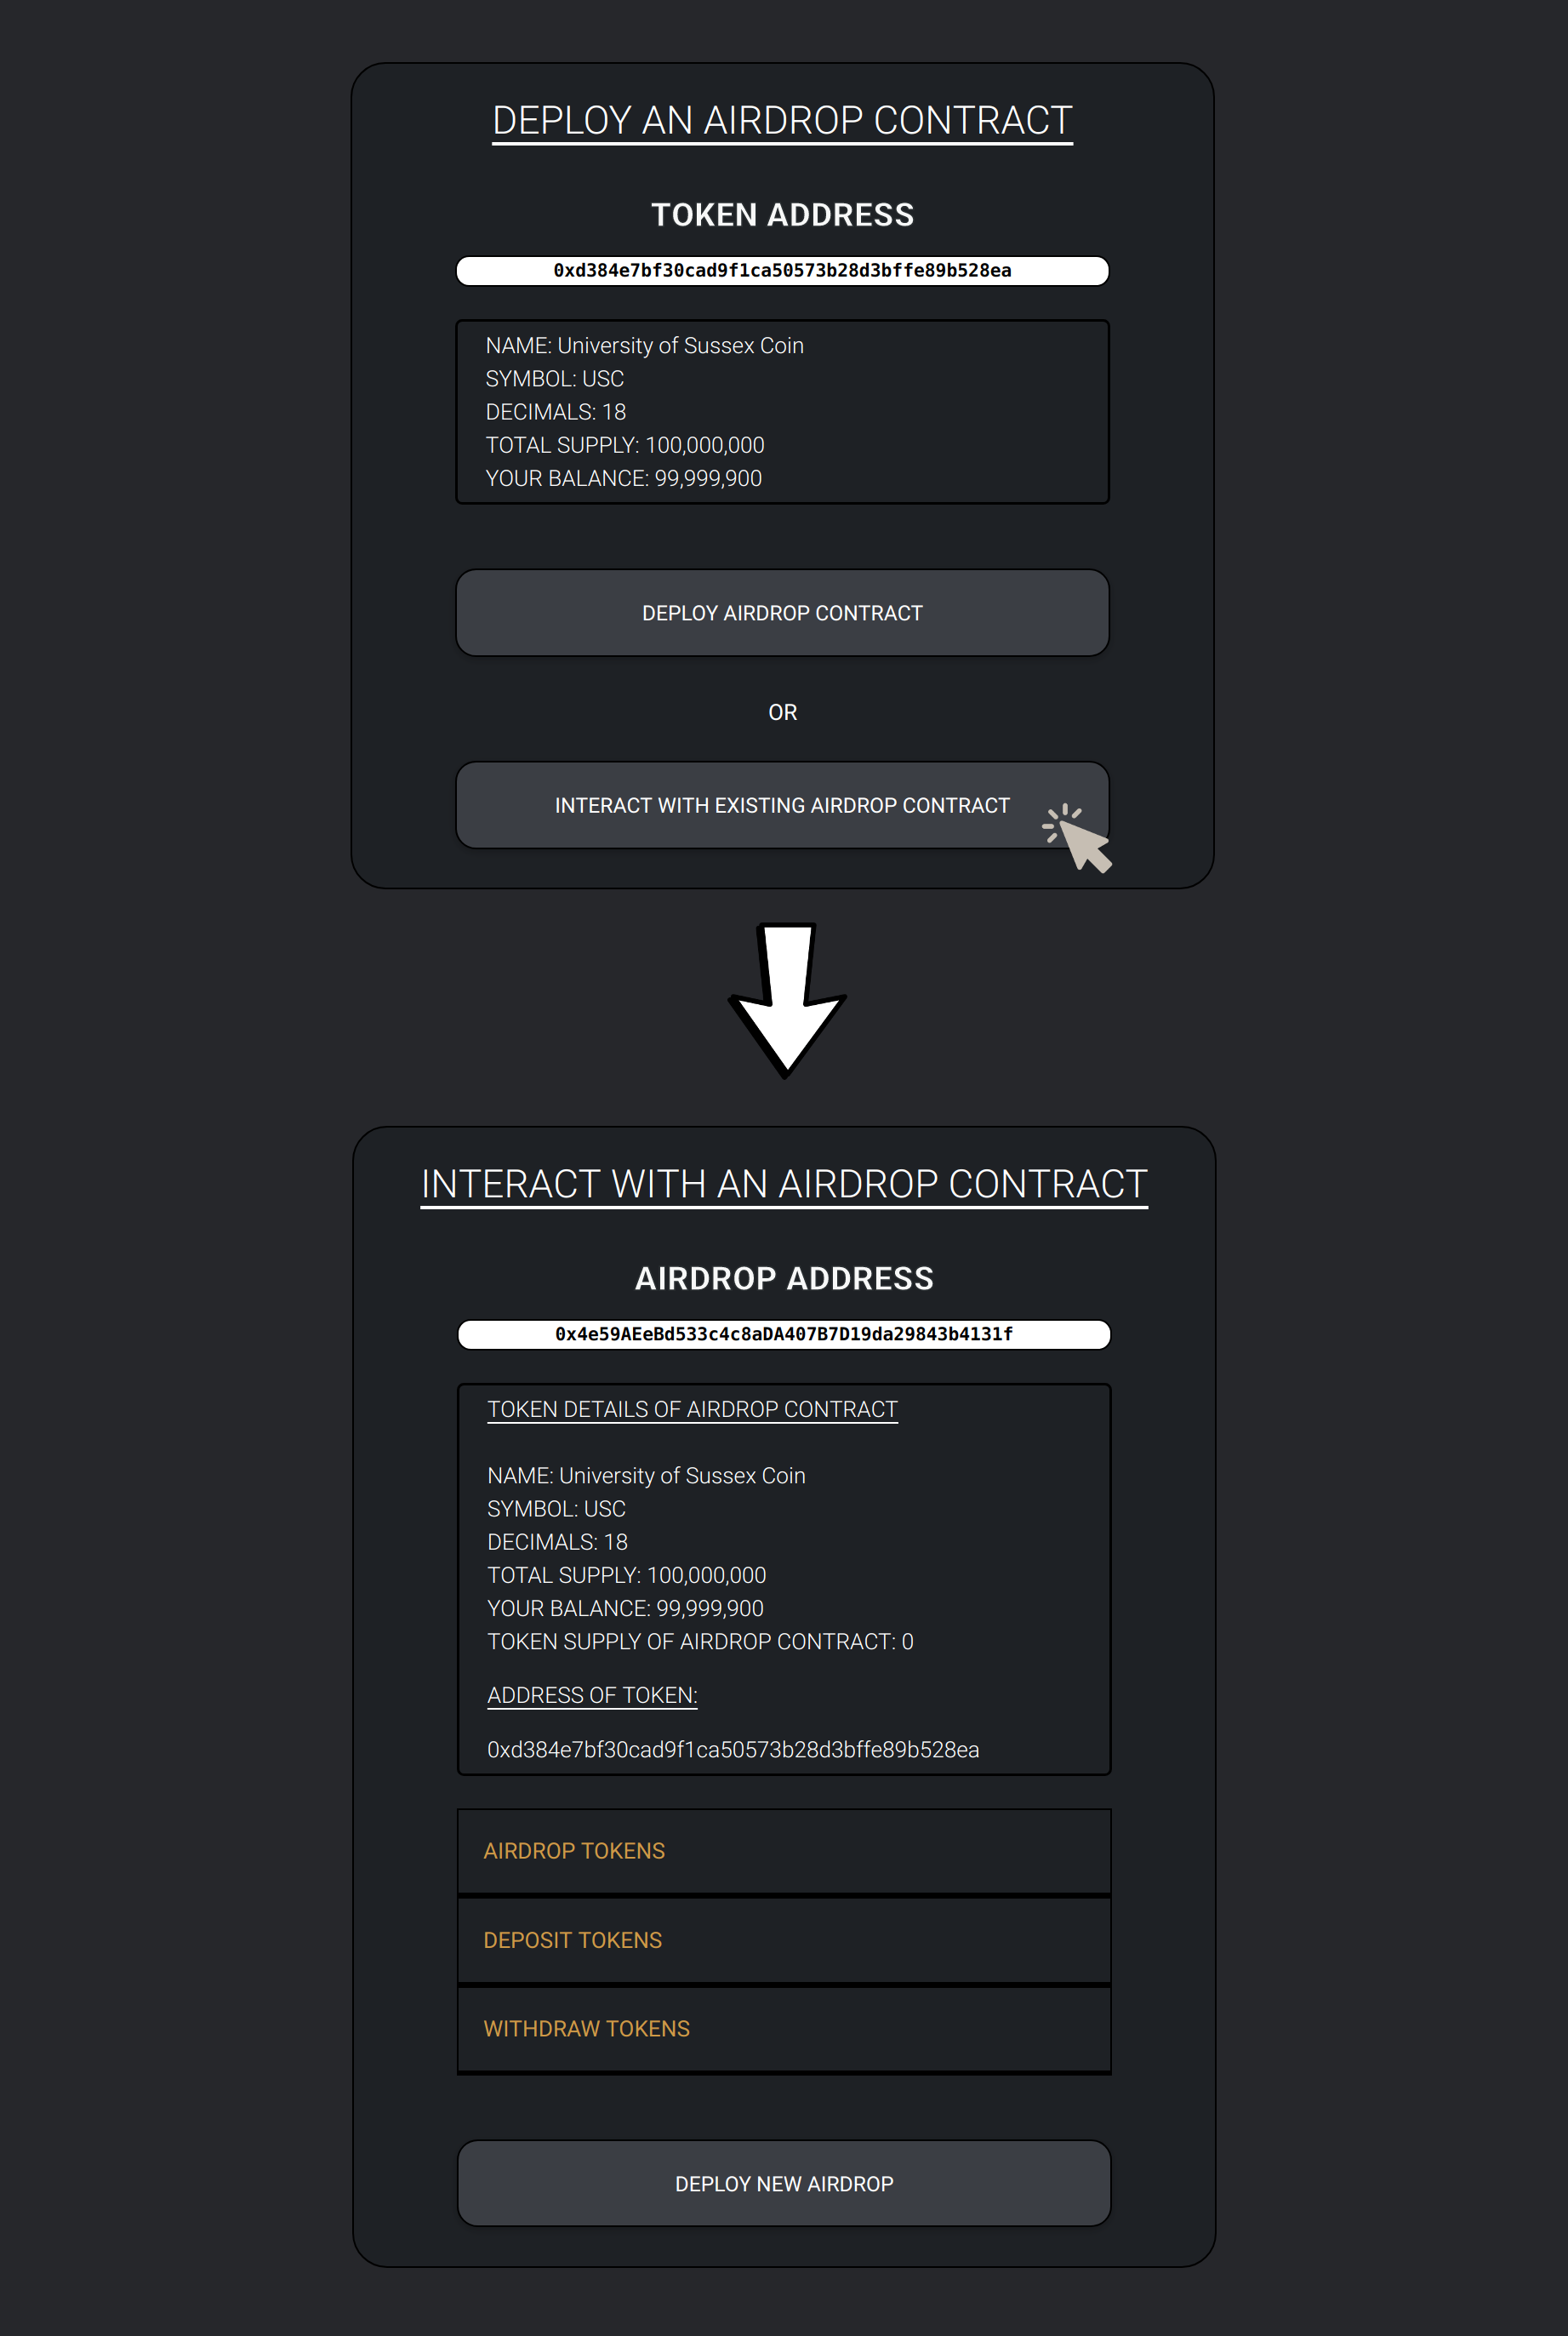 DEPLOY AN AIRDROP CONTRACT
TOKEN ADDRESS
0xd384e7bf30cad9f1ca50573b28d3bffe89b528ea
NAME: University of Sussex Coin
SYMBOL: USC
DECIMALS: 18
TOTAL SUPPLY: 100,000,000
YOUR BALANCE: 99,999,900
DEPLOY AIRDROP CONTRACT
OR
INTERACT WITH EXISTING AIRDROP CONTRACT
INTERACT WITH AN AIRDROP CONTRACT
AIRDROP ADDRESS
0x4e59AEeBd533c4c8aDA407B7D19da29843b4131f
TOKEN DETAILS OF AIRDROP CONTRACT
NAME: University of Sussex Coin
SYMBOL: USC
DECIMALS: 18
TOTAL SUPPLY: 100,000,000
YOUR BALANCE: 99,999,900
TOKEN SUPPLY OF AIRDROP CONTRACT: 0
ADDRESS OF TOKEN:
0xd384e7bf30cad9f1ca50573b28d3bffe89b528ea
AIRDROP TOKENS
DEPOSIT TOKENS
WITHDRAW TOKENS
DEPLOY NEW AIRDROP